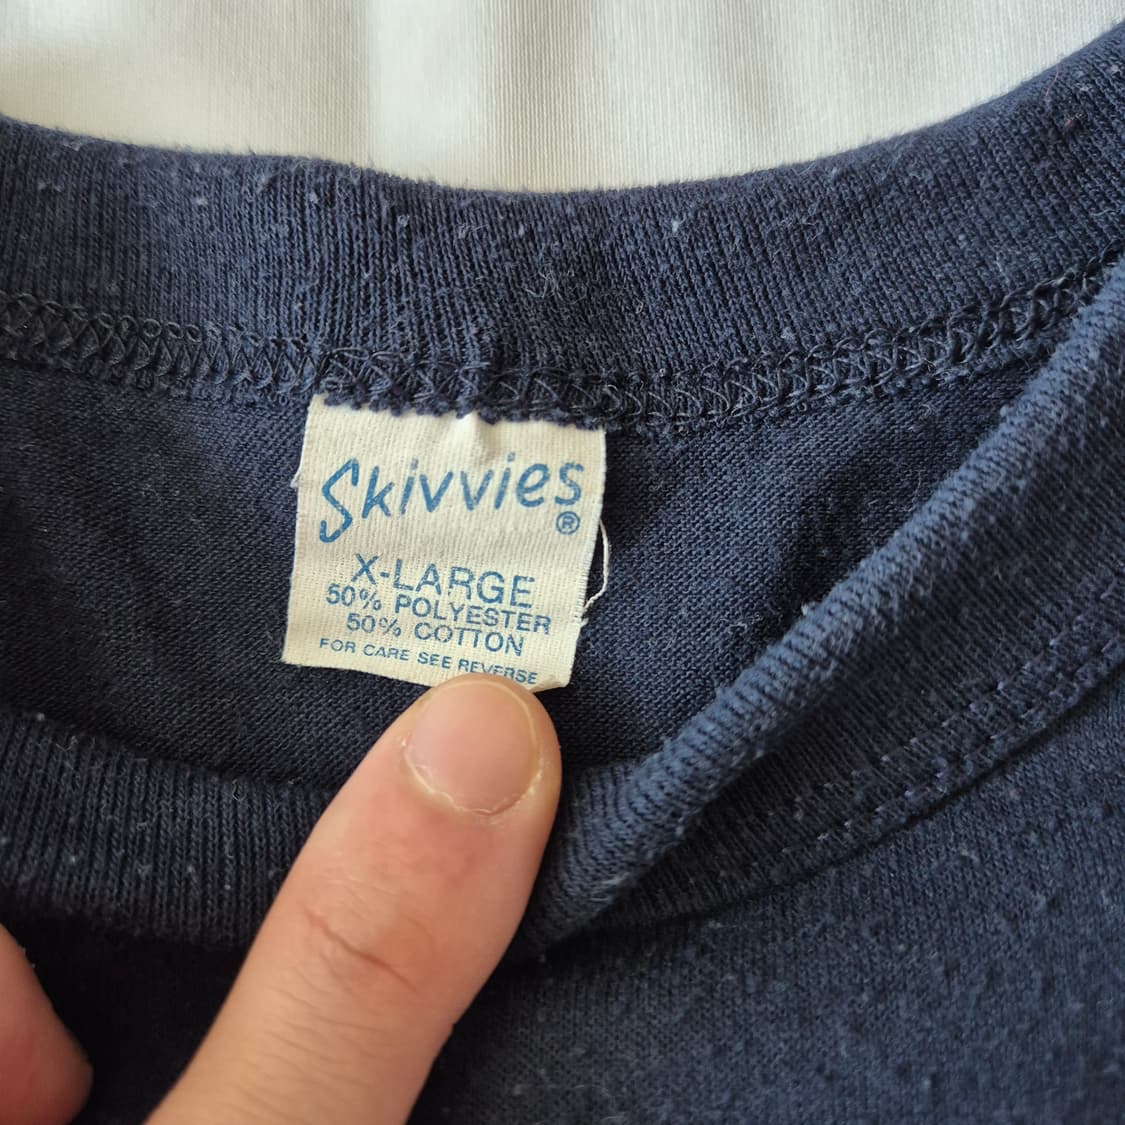 Skivvies
®
X-LARGE
50% POLYESTER
50% COTTON
FOR CARE SEE REVERSE